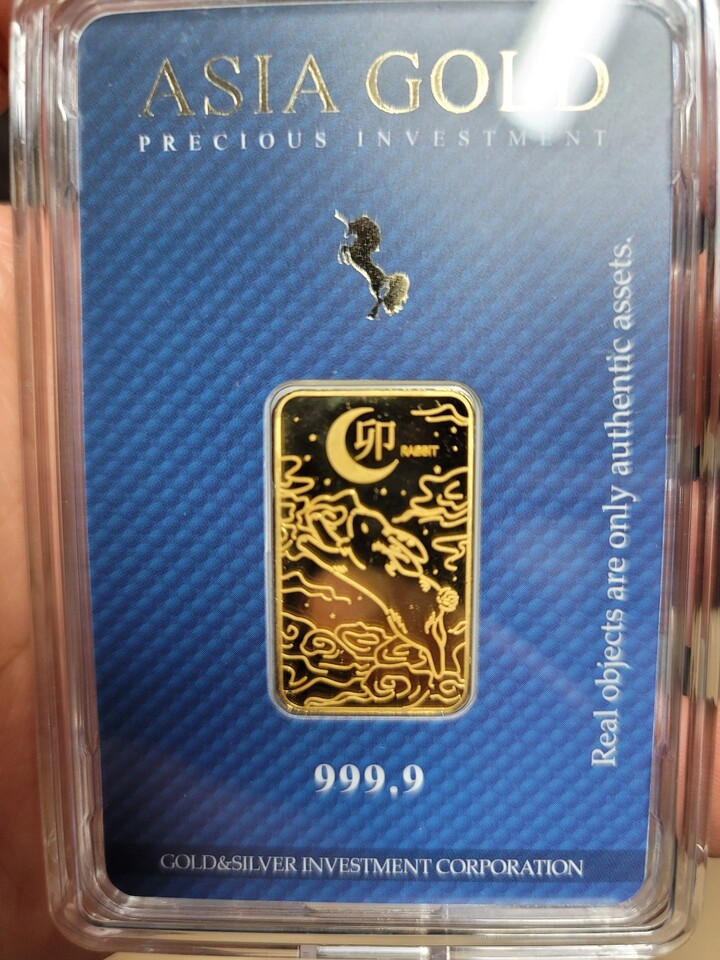 ASIA GOLD
PRECIOUS INVESTMENT
卯 RABBIT
999.9
GOLD&SILVER INVESTMENT CORPORATION
Real objects are only authentic assets.